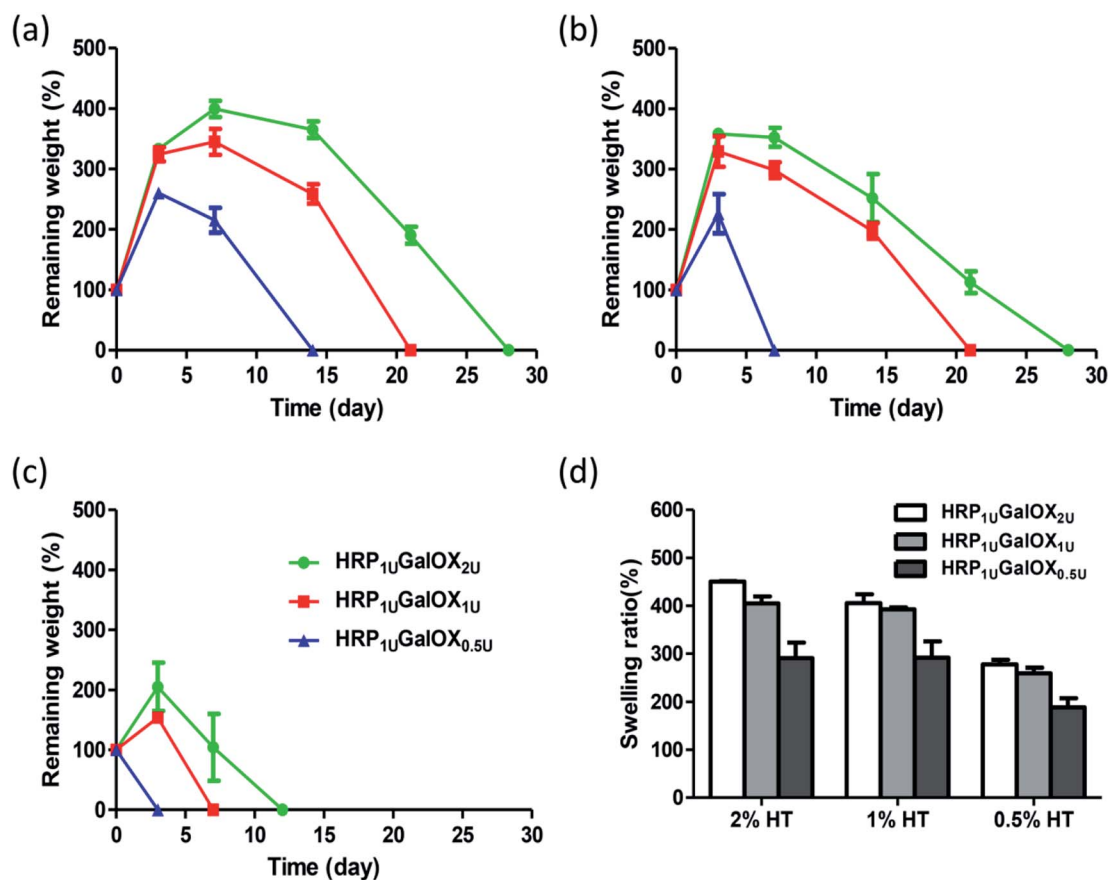 (a)
500
400
300
200
100
0
Remaining weight (%)
0 5 10 15 20 25 30
Time (day)
(b)
500
400
300
200
100
0
Remaining weight (%)
0 5 10 15 20 25 30
Time (day)
(c)
500
400
300
200
100
0
Remaining weight (%)
HRP1UGalOX2U
HRP1UGalOX1U
HRP1UGalOX0.5U
0 5 10 15 20 25 30
Time (day)
(d)
600
500
400
300
200
100
0
Swelling ratio(%)
HRP1UGalOX2U
HRP1UGalOX1U
HRP1UGalOX0.5U
2% HT 1% HT 0.5% HT